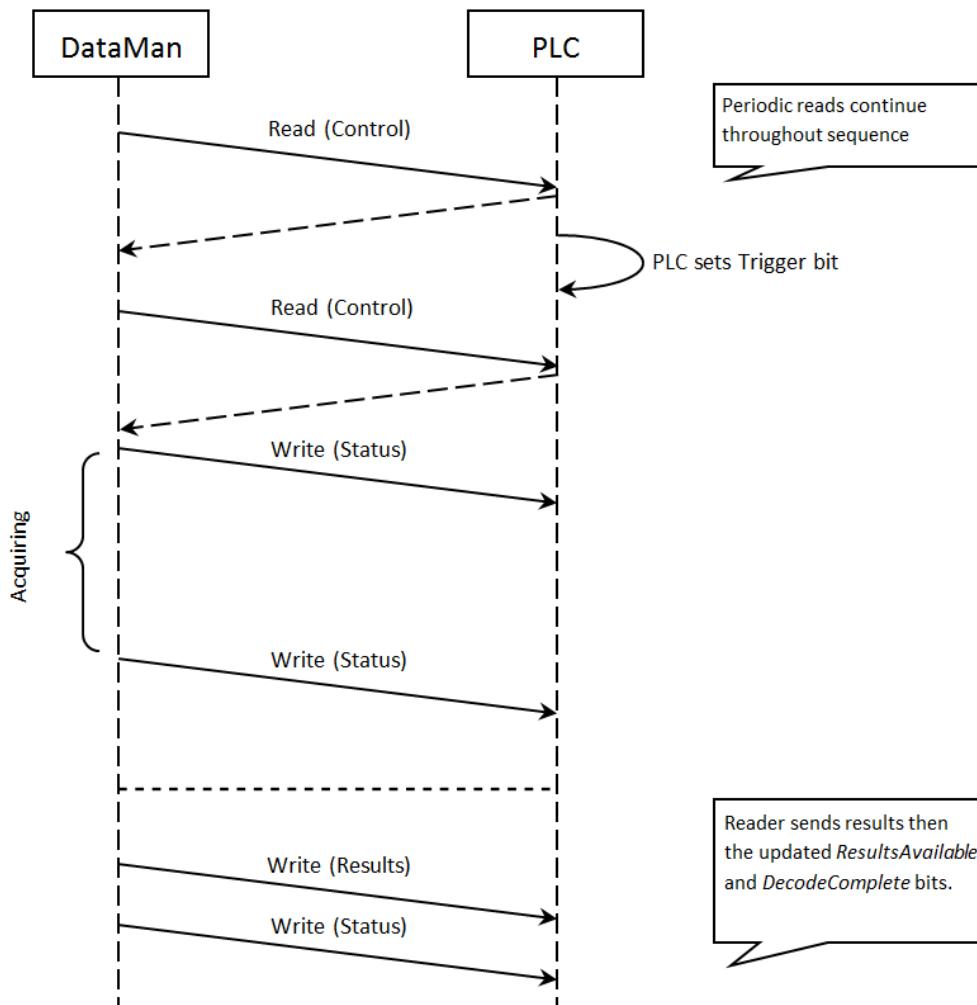 DataMan
PLC
Read (Control)
Periodic reads continue
throughout sequence
PLC sets Trigger bit
Read (Control)
Write (Status)
Acquiring
Write (Status)
Reader sends results then
the updated ResultsAvailable
and DecodeComplete bits.
Write (Results)
Write (Status)